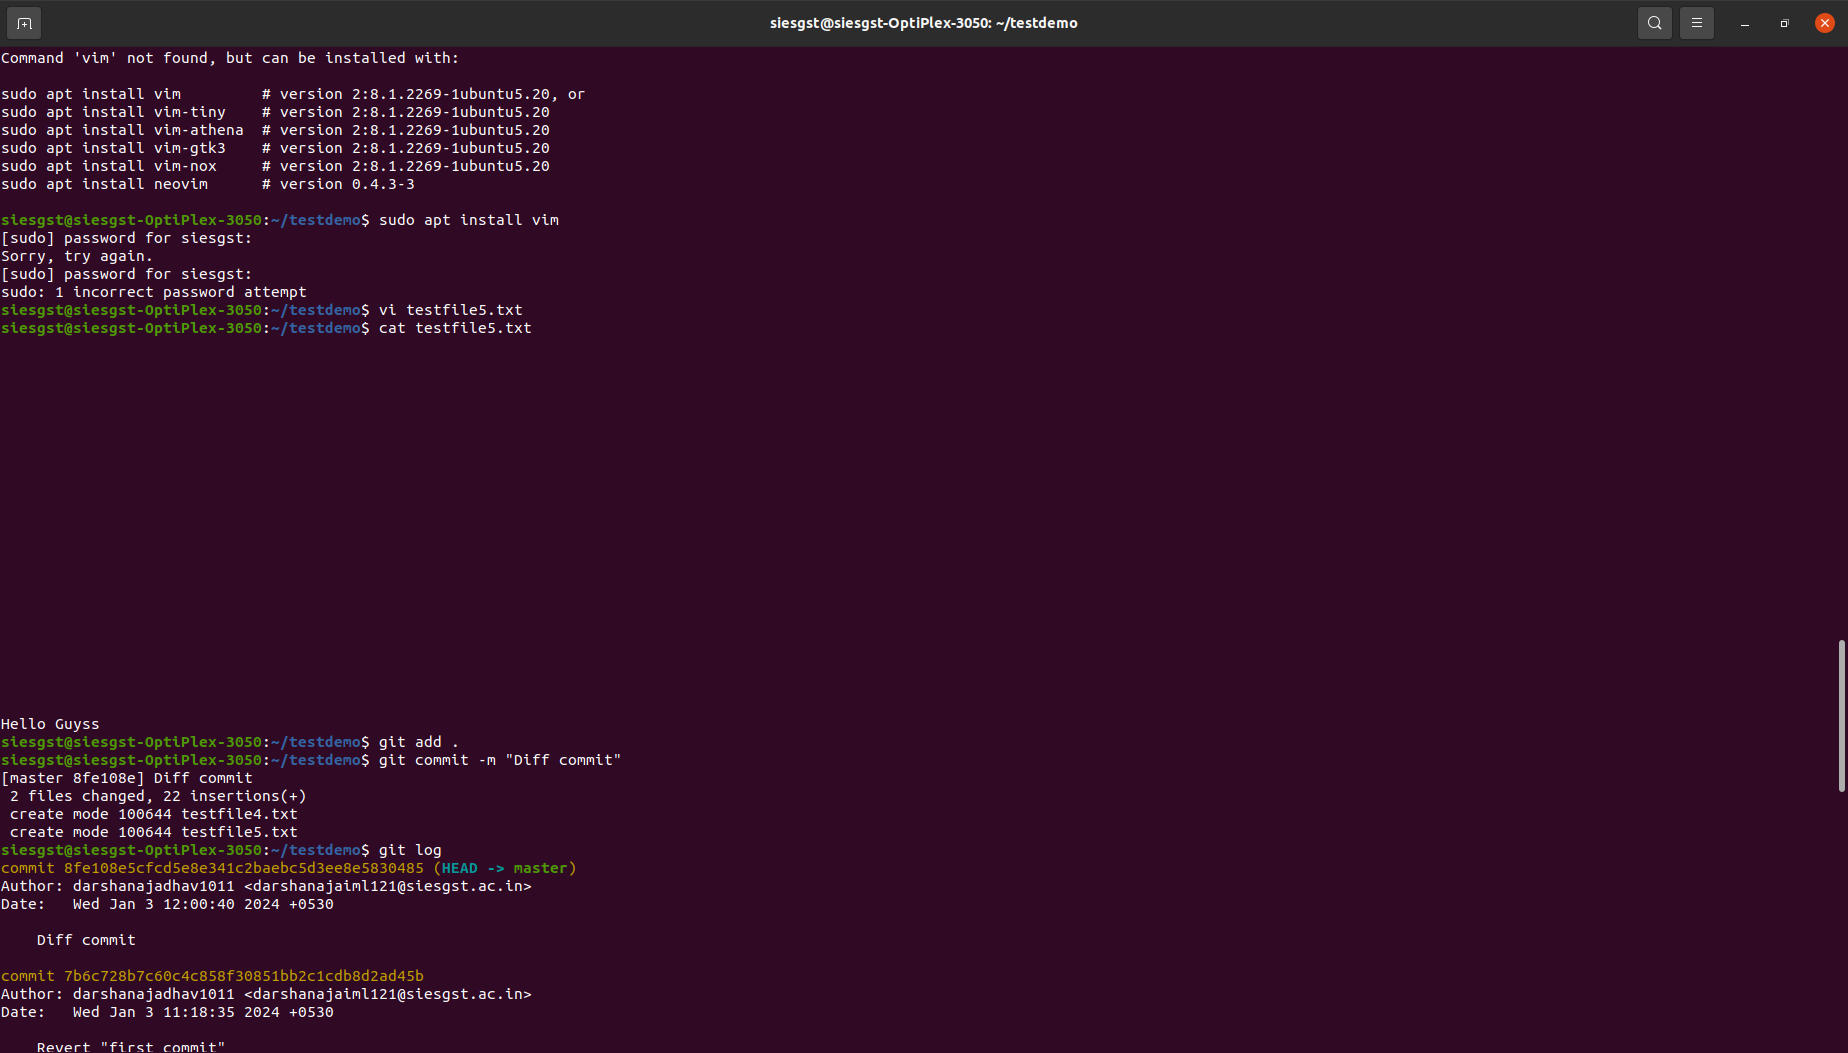 siesgst@siesgst-OptiPlex-3050: ~/testdemo
Command 'vim' not found, but can be installed with:
sudo apt install vim         # version 2:8.1.2269-1ubuntu5.20, or
sudo apt install vim-tiny    # version 2:8.1.2269-1ubuntu5.20
sudo apt install vim-athena  # version 2:8.1.2269-1ubuntu5.20
sudo apt install vim-gtk3    # version 2:8.1.2269-1ubuntu5.20
sudo apt install vim-nox     # version 2:8.1.2269-1ubuntu5.20
sudo apt install neovim      # version 0.4.3-3
siesgst@siesgst-OptiPlex-3050:~/testdemo$ sudo apt install vim
[sudo] password for siesgst:
Sorry, try again.
[sudo] password for siesgst:
sudo: 1 incorrect password attempt
siesgst@siesgst-OptiPlex-3050:~/testdemo$ vi testfile5.txt
siesgst@siesgst-OptiPlex-3050:~/testdemo$ cat testfile5.txt
Hello Guyss
siesgst@siesgst-OptiPlex-3050:~/testdemo$ git add .
siesgst@siesgst-OptiPlex-3050:~/testdemo$ git commit -m "Diff commit"
[master 8fe108e] Diff commit
 2 files changed, 22 insertions(+)
 create mode 100644 testfile4.txt
 create mode 100644 testfile5.txt
siesgst@siesgst-OptiPlex-3050:~/testdemo$ git log
commit 8fe108e5cfcd5e8e341c2baebc5d3ee8e5830485 (HEAD -> master)
Author: darshanajadhav1011 <darshanajaiml121@siesgst.ac.in>
Date:   Wed Jan 3 12:00:40 2024 +0530
    Diff commit
commit 7b6c728b7c60c4c858f30851bb2c1cdb8d2ad45b
Author: darshanajadhav1011 <darshanajaiml121@siesgst.ac.in>
Date:   Wed Jan 3 11:18:35 2024 +0530
    Revert "first commit"